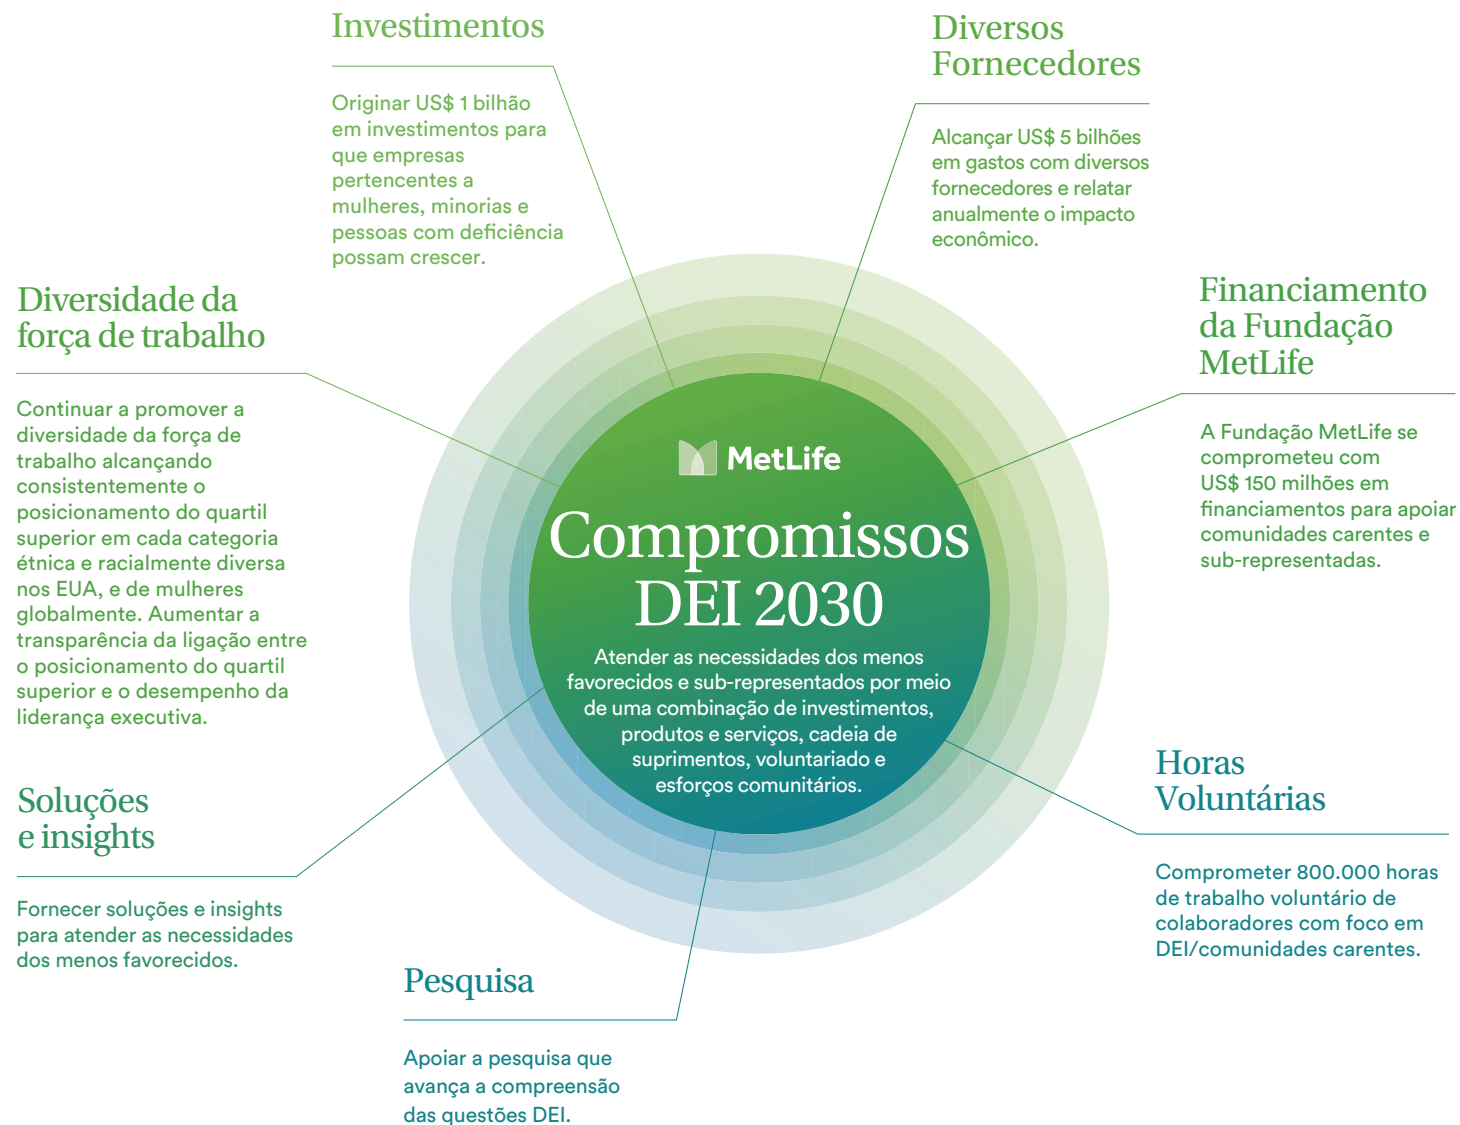 Investimentos
Originar US$ 1 bilhão
em investimentos para
que empresas
pertencentes a
mulheres, minorias e
pessoas com deficiência
possam crescer.
Diversos
Fornecedores
Alcançar US$ 5 bilhões
em gastos com diversos
fornecedores e relatar
anualmente o impacto
econômico.
Financiamento
da Fundação
MetLife
A Fundação MetLife se
comprometeu com
US$ 150 milhões em
financiamentos para apoiar
comunidades carentes e
sub-representadas.
Diversidade da
força de trabalho
Continuar a promover a
diversidade da força de
trabalho alcançando
consistentemente o
posicionamento do quartil
superior em cada categoria
étnica e racialmente diversa
nos EUA, e de mulheres
globalmente. Aumentar a
transparência da ligação entre
o posicionamento do quartil
superior e o desempenho da
liderança executiva.
MetLife
Compromissos
DEI 2030
Atender as necessidades dos menos
favorecidos e sub-representados por meio
de uma combinação de investimentos,
produtos e serviços, cadeia de
suprimentos, voluntariado e
esforços comunitários.
Horas
Voluntárias
Comprometer 800.000 horas
de trabalho voluntário de
colaboradores com foco em
DEI/comunidades carentes.
Soluções
e insights
Fornecer soluções e insights
para atender as necessidades
dos menos favorecidos.
Pesquisa
Apoiar a pesquisa que
avança a compreensão
das questões DEI.